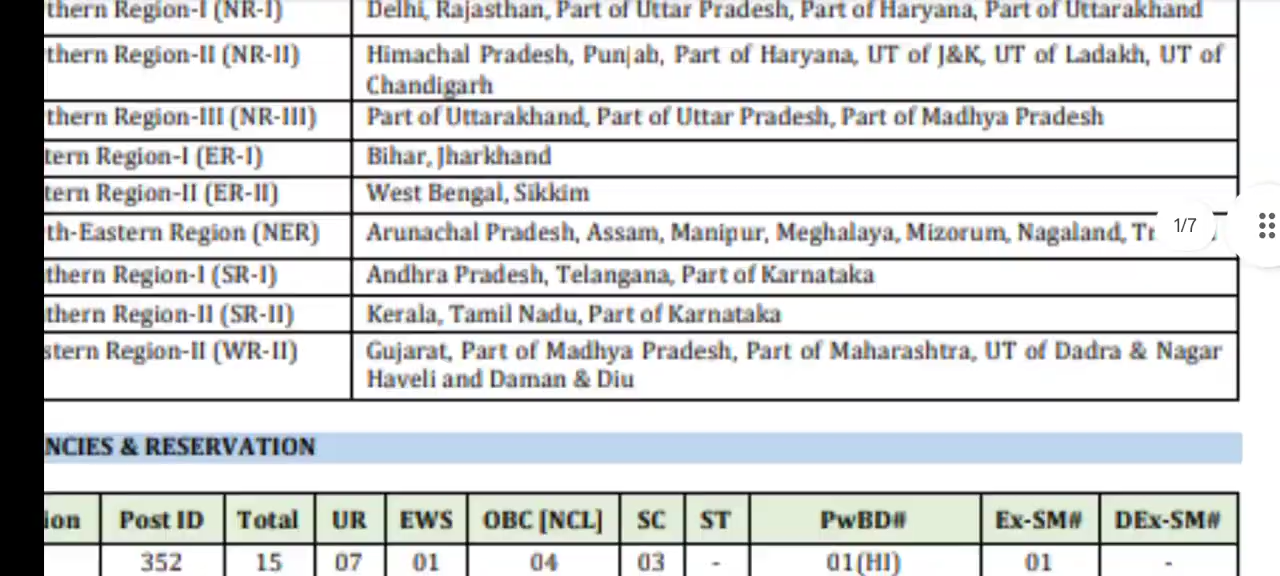 thern Region-I (NR-I) Delhi, Rajasthan, Part of Uttar Pradesh, Part of Haryana, Part of Uttarakhand
thern Region-II (NR-II) Himachal Pradesh, Punjab, Part of Haryana, UT of J&K, UT of Ladakh, UT of
Chandigarh
thern Region-III (NR-III) Part of Uttarakhand, Part of Uttar Pradesh, Part of Madhya Pradesh
tern Region-I (ER-I) Bihar, Jharkhand
tern Region-II (ER-II) West Bengal, Sikkim
th-Eastern Region (NER) Arunachal Pradesh, Assam, Manipur, Meghalaya, Mizorum, Nagaland, Tr
1/7
thern Region-I (SR-I) Andhra Pradesh, Telangana, Part of Karnataka
thern Region-II (SR-II) Kerala, Tamil Nadu, Part of Karnataka
stern Region-II (WR-II) Gujarat, Part of Madhya Pradesh, Part of Maharashtra, UT of Dadra & Nagar
Haveli and Daman & Diu
NCIES & RESERVATION
ion Post ID Total UR EWS OBC [NCL] SC ST PwBD# Ex-SM# DEx-SM#
352 15 07 01 04 03 - 01(HI) 01 -